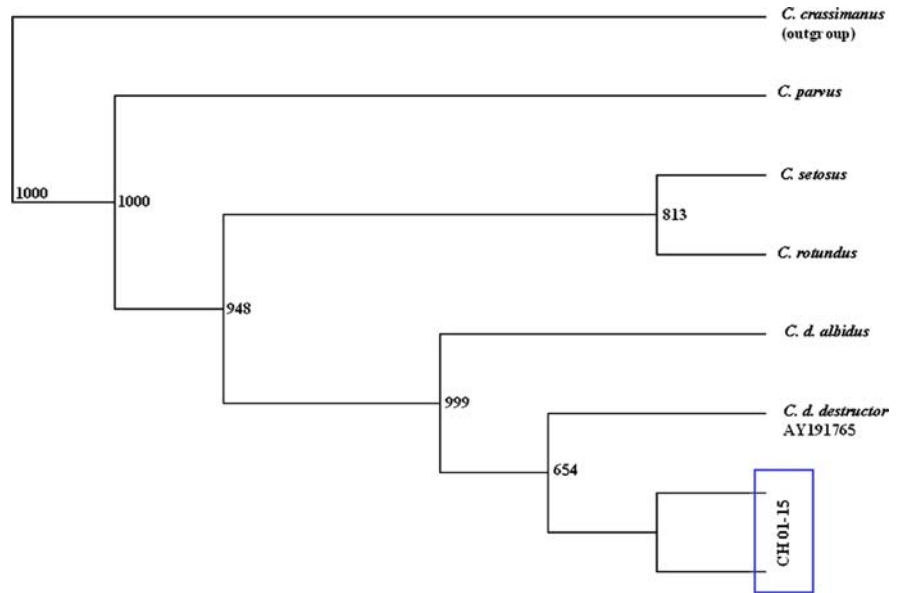 C. crassimanus
(outgroup)
C. parvus
C. setosus
1000
1000
813
C. rotundus
948
C. d. albidus
999
C. d. destructor
AY191765
654
CH 01-15